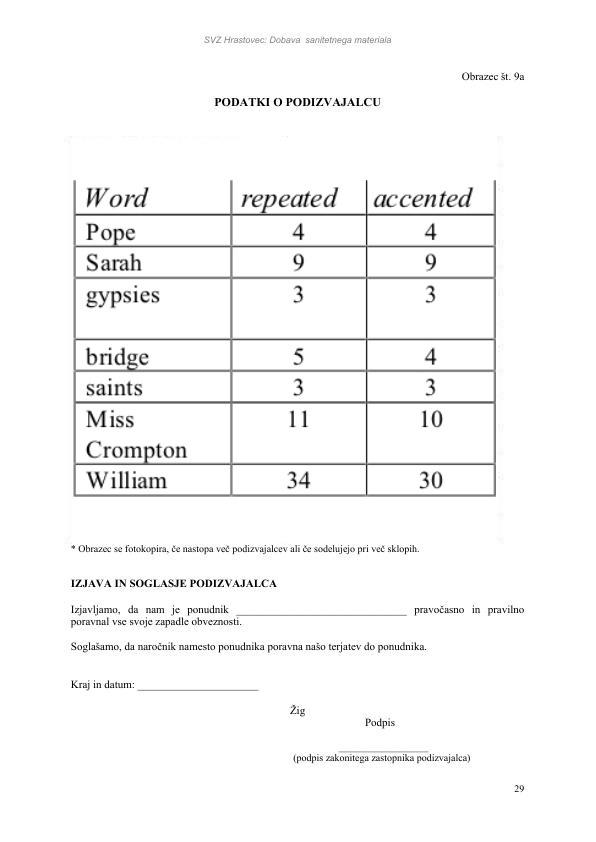 SVZ Hrastovec: Dobava sanitetnega materiala
Obrazec št. 9a
PODATKI O PODIZVAJALCU
Word repeated accented
Pope 4 4
Sarah 9 9
gypsies 3 3
bridge 5 4
saints 3 3
Miss 11 10
Crompton
William 34 30
* Obrazec se fotokopira, če nastopa več podizvajalcev ali če sodelujejo pri več sklopih.
IZJAVA IN SOGLASJE PODIZVAJALCA
Izjavljamo, da nam je ponudnik ________________________________ pravočasno in pravilno
poravnal vse svoje zapadle obveznosti.
Soglašamo, da naročnik namesto ponudnika poravna našo terjatev do ponudnika.
Kraj in datum: _______________________
Žig
Podpis
_________________
(podpis zakonitega zastopnika podizvajalca)
29